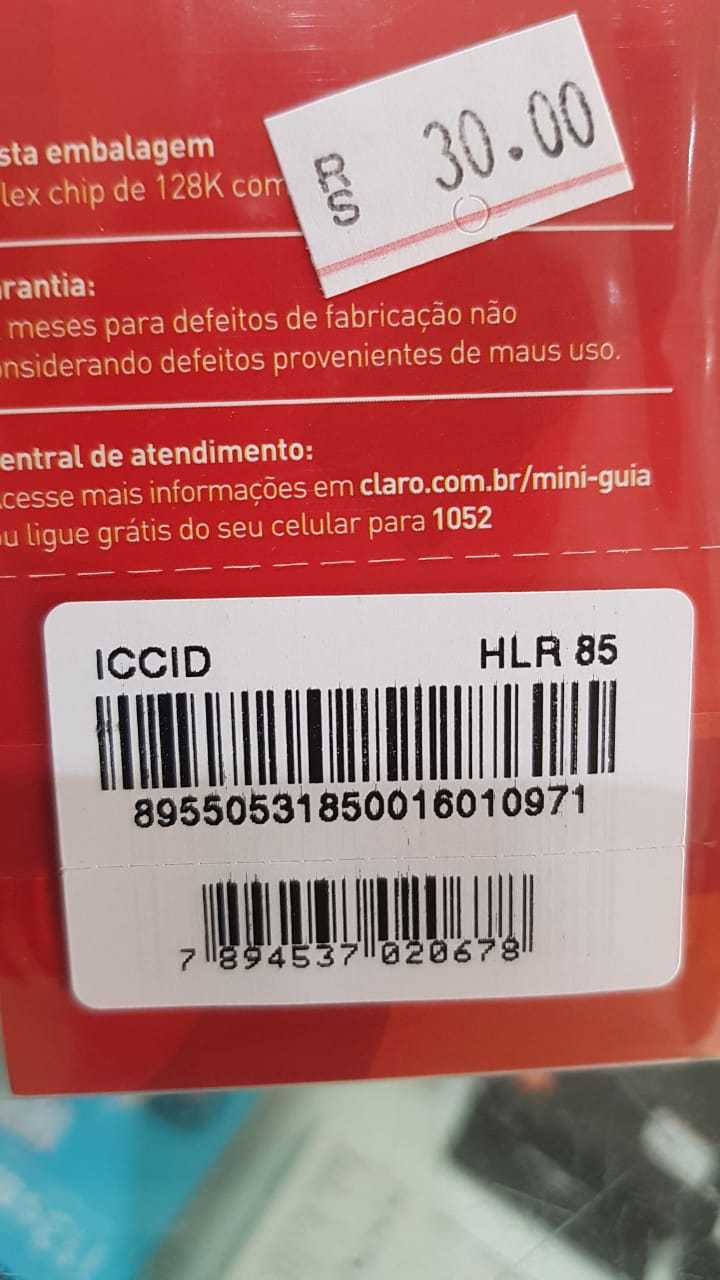 R$ 30.00
sta embalagem
lex chip de 128K com
rantia:
meses para defeitos de fabricação não
onsiderando defeitos provenientes de maus uso.
entral de atendimento:
cesse mais informações em claro.com.br/mini-guia
u ligue grátis do seu celular para 1052
ICCID HLR 85
89550531850016010971
7 894537 020678